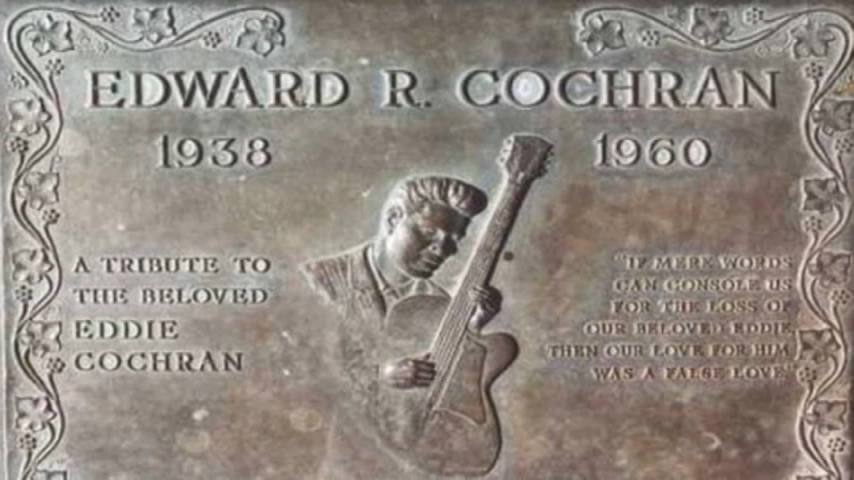 EDWARD R. COCHRAN
1938 1960
A TRIBUTE TO
THE BELOVED
EDDIE
COCHRAN
"IF MERE WORDS
CAN CONSOLE US
FOR THE LOSS OF
OUR BELOVED EDDIE
THEN OUR LOVE FOR HIM
WAS A FALSE LOVE"